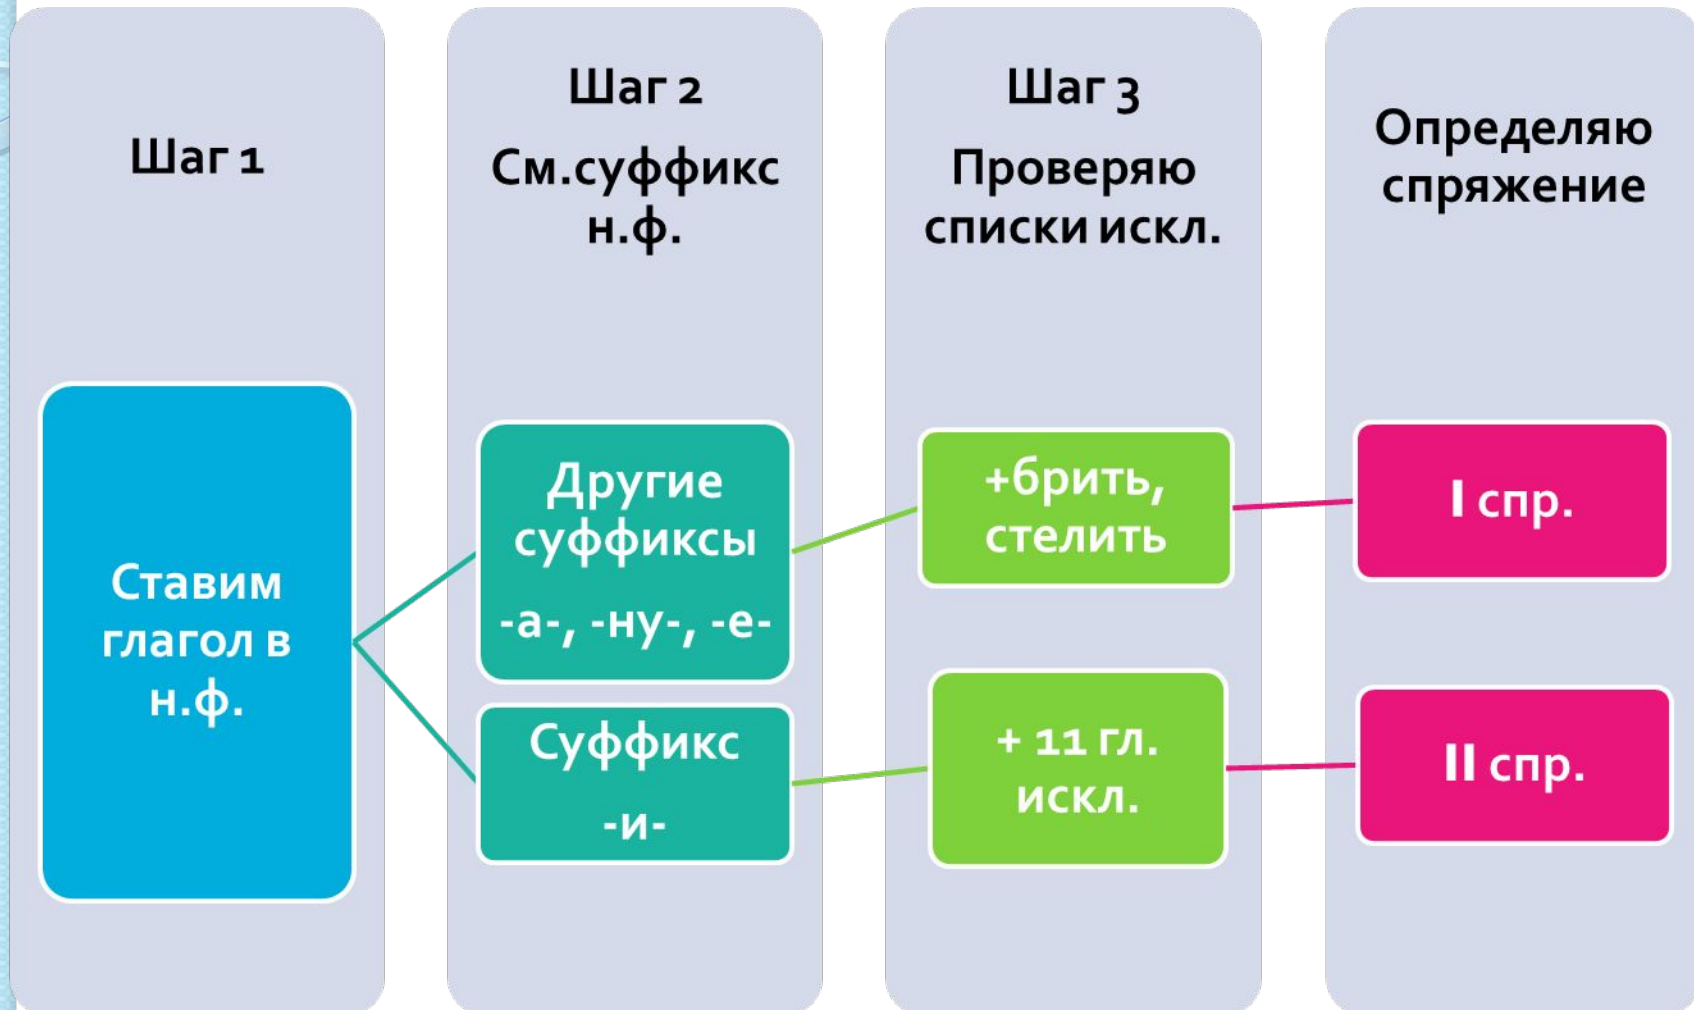 Шаг 1
Ставим
глагол в
н.ф.
Шаг 2
См.суффикс
н.ф.
Другие
суффиксы
-а-, -ну-, -е-
Суффикс
-и-
Шаг 3
Проверяю
списки искл.
+брить,
стелить
+ 11 гл.
искл.
Определяю
спряжение
I спр.
II спр.